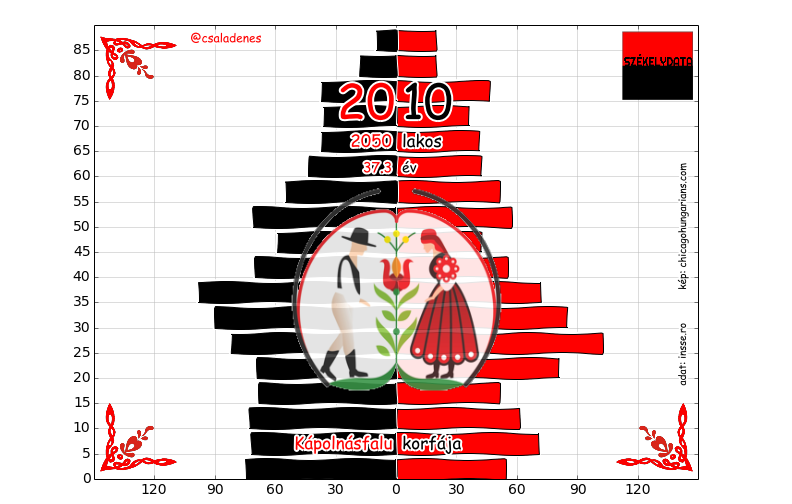 @csaladenes
SZÉKELYDATA
2010
2050 lakos
37.3 év
kép: chicagohungarians.com
adat: insse.ro
Kápolnásfalu korfája
85
80
75
70
65
60
55
50
45
40
35
30
25
20
15
10
5
0
120 90 60 30 0 30 60 90 120